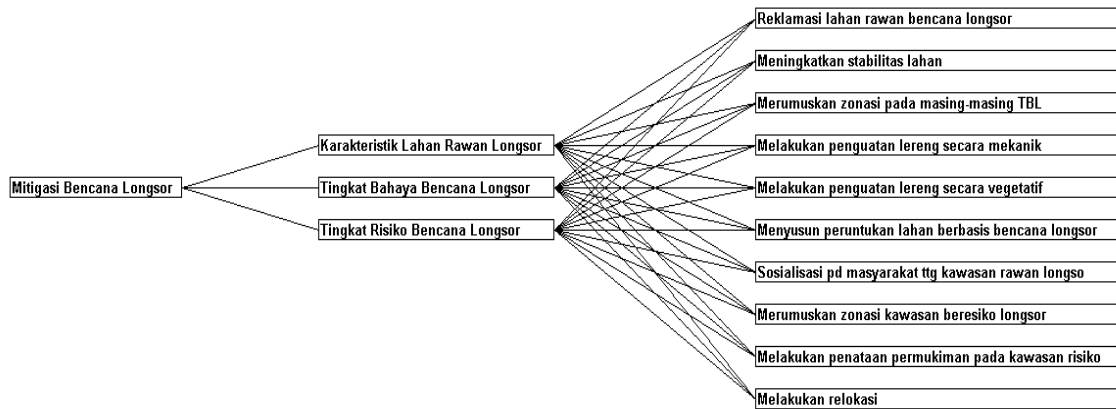 Mitigasi Bencana Longsor
Karakteristik Lahan Rawan Longsor
Tingkat Bahaya Bencana Longsor
Tingkat Risiko Bencana Longsor
Reklamasi lahan rawan bencana longsor
Meningkatkan stabilitas lahan
Merumuskan zonasi pada masing-masing TBL
Melakukan penguatan lereng secara mekanik
Melakukan penguatan lereng secara vegetatif
Menyusun peruntukan lahan berbasis bencana longsor
Sosialisasi pd masyarakat ttg kawasan rawan longso
Merumuskan zonasi kawasan beresiko longsor
Melakukan penataan permukiman pada kawasan risiko
Melakukan relokasi